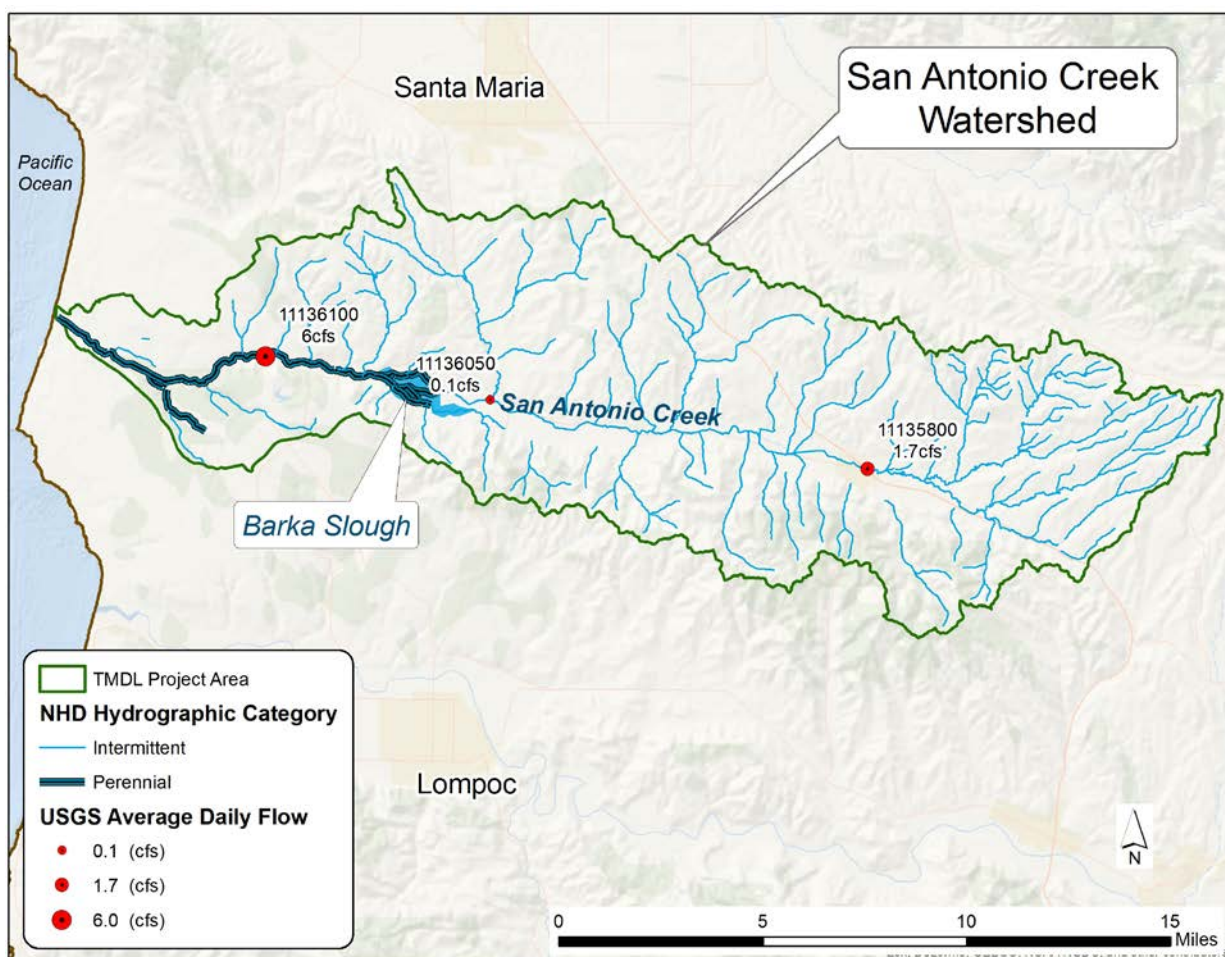 Santa Maria
San Antonio Creek
Watershed
Pacific
Ocean
11136100
6cfs
11136050
0.1cfs
San Antonio Creek
11135800
1.7cfs
Barka Slough
Lompoc
TMDL Project Area
NHD Hydrographic Category
Intermittent
Perennial
USGS Average Daily Flow
0.1 (cfs)
1.7 (cfs)
6.0 (cfs)
N
0 5 10 15
Miles